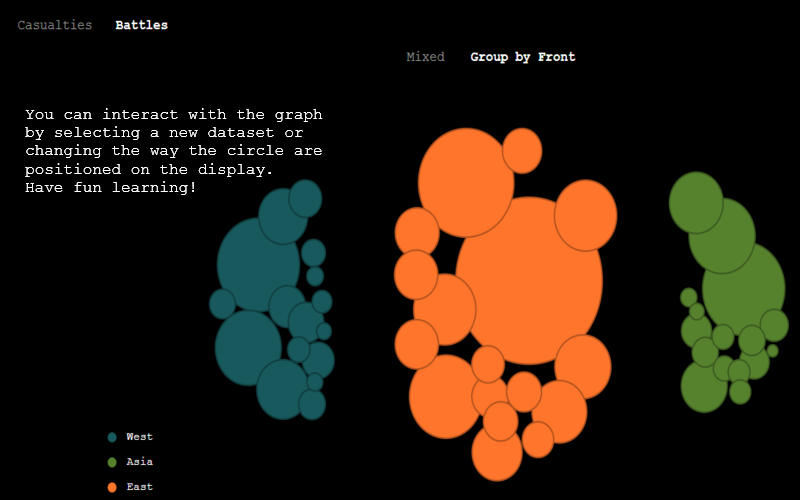 Casualties Battles
Mixed Group by Front
You can interact with the graph
by selecting a new dataset or
changing the way the circle are
positioned on the display.
Have fun learning!
West
Asia
East